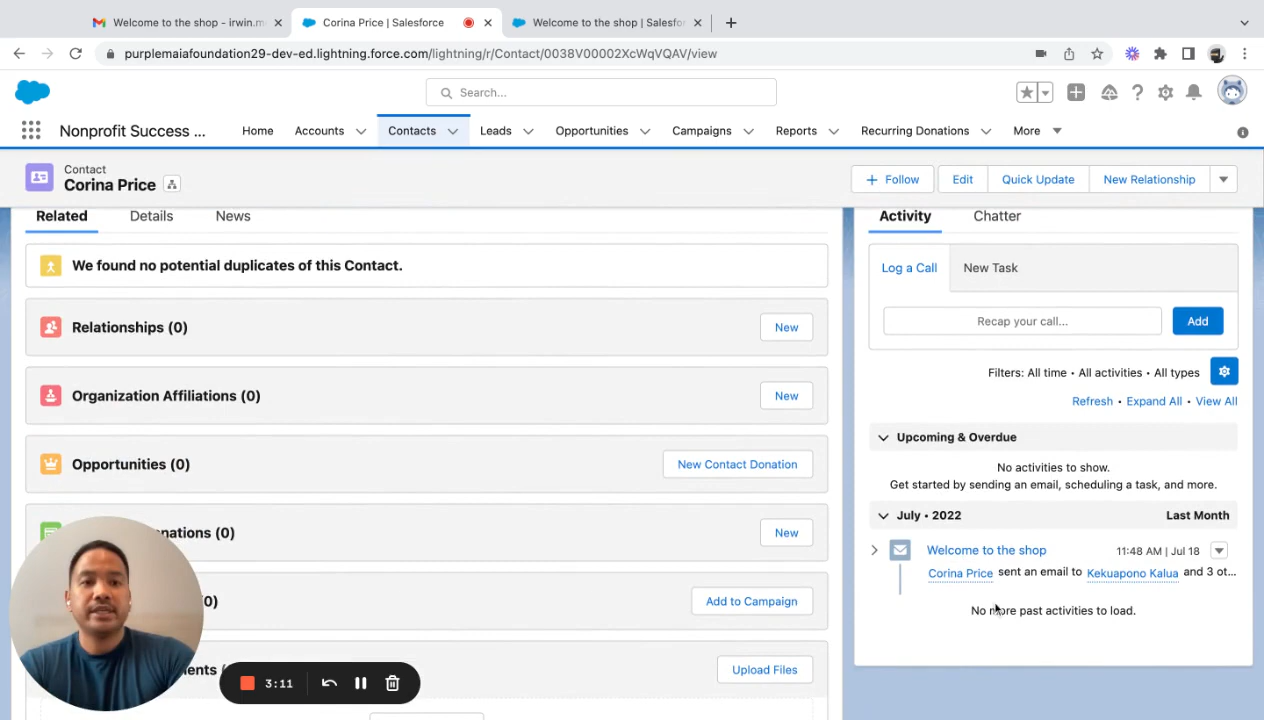 Welcome to the shop - irwin.m
Corina Price | Salesforce
Welcome to the shop | Salesfo
purplemaiafoundation29-dev-ed.lightning.force.com/lightning/r/Contact/0038V00002XcWqVQAV/view
Search...
Nonprofit Success ...
Home
Accounts
Contacts
Leads
Opportunities
Campaigns
Reports
Recurring Donations
More
Contact
Corina Price
Follow
Edit
Quick Update
New Relationship
Related
Details
News
We found no potential duplicates of this Contact.
Relationships (0)
New
Organization Affiliations (0)
New
Opportunities (0)
New Contact Donation
nations (0)
New
(0)
Add to Campaign
ments
Upload Files
3:11
Activity
Chatter
Log a Call
New Task
Recap your call...
Add
Filters: All time • All activities • All types
Refresh • Expand All • View All
Upcoming & Overdue
No activities to show.
Get started by sending an email, scheduling a task, and more.
July • 2022
Last Month
Welcome to the shop
11:48 AM | Jul 18
Corina Price sent an email to Kekuapono Kalua and 3 ot...
No more past activities to load.